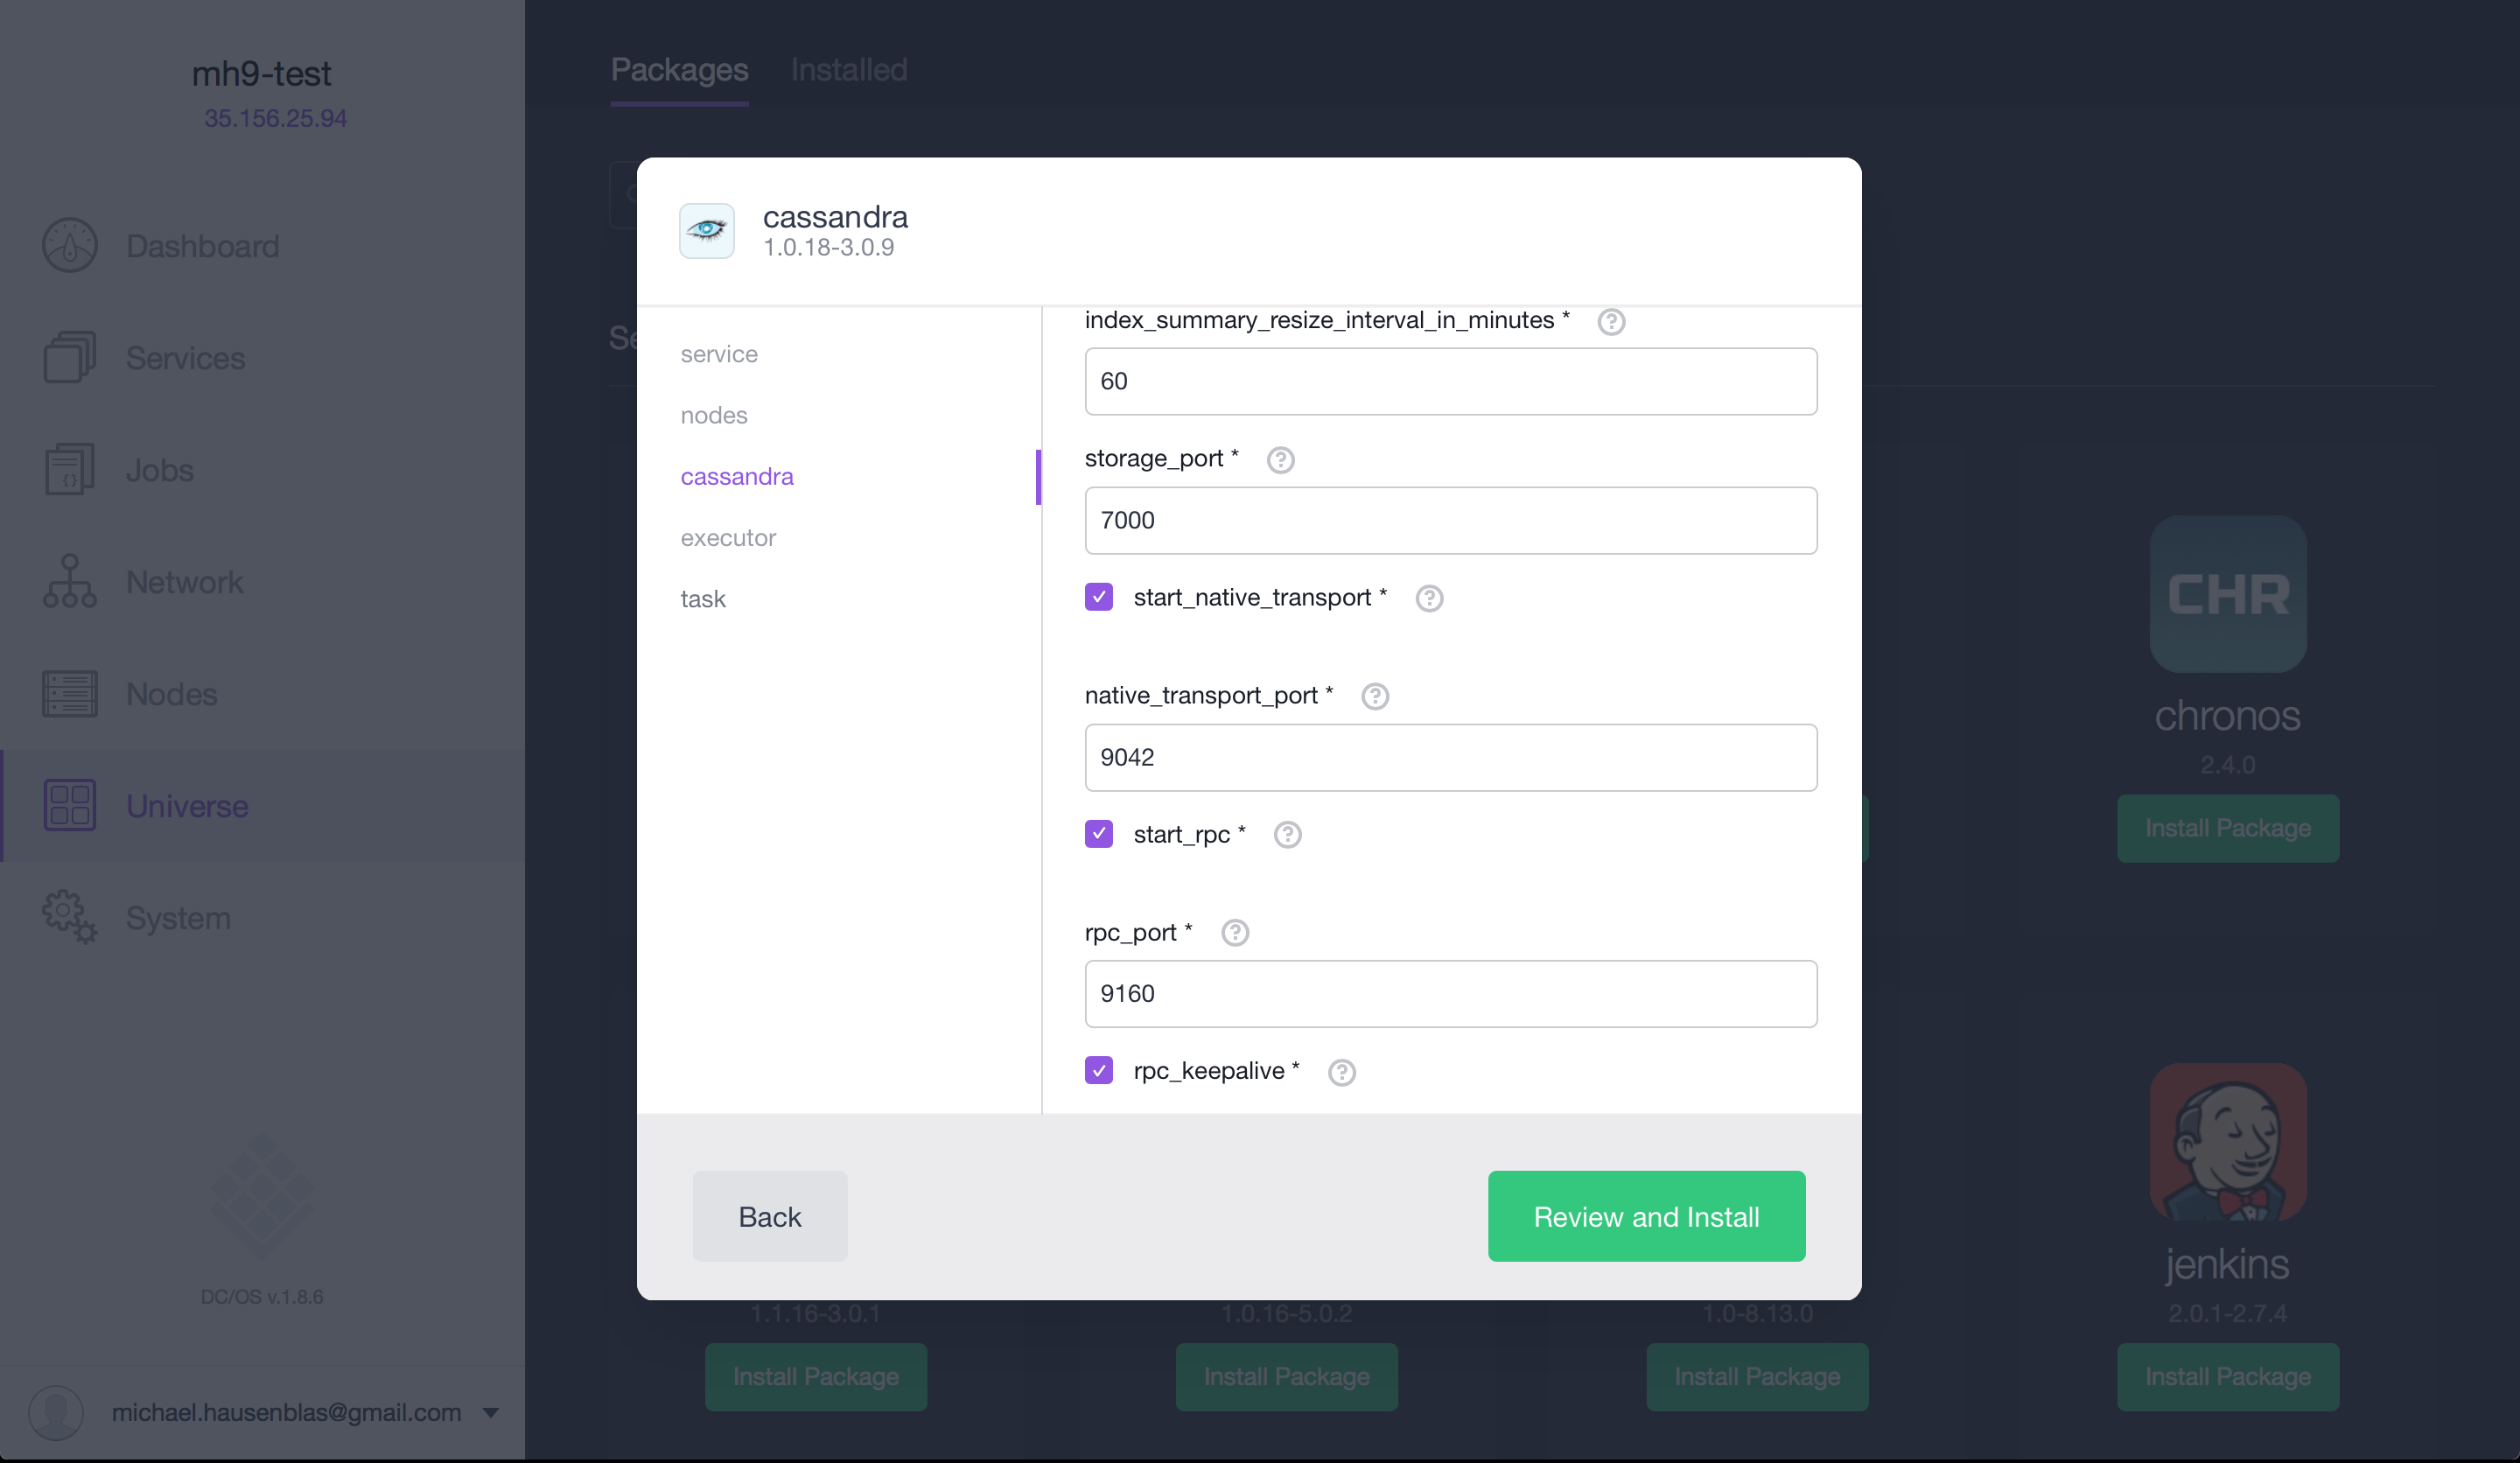 mh9-test
35.156.25.94
Dashboard
Services
Jobs
Network
Nodes
Universe
System
DC/OS v.1.8.6
michael.hausenblas@gmail.com
Packages Installed
Se
cassandra
1.0.18-3.0.9
service
nodes
cassandra
executor
task
index_summary_resize_interval_in_minutes *
60
storage_port *
7000
start_native_transport *
native_transport_port *
9042
start_rpc *
rpc_port *
9160
rpc_keepalive *
Back
Review and Install
CHR
chronos
2.4.0
Install Package
jenkins
1.1.16-3.0.1 1.0.16-5.0.2 1.0-8.13.0 2.0.1-2.7.4
Install Package Install Package Install Package Install Package